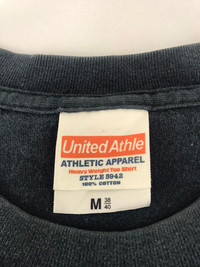 United Athle
ATHLETIC APPAREL
Heavy Weight Tee Shirt
STYLE 5942
100% COTTON
M 38
40